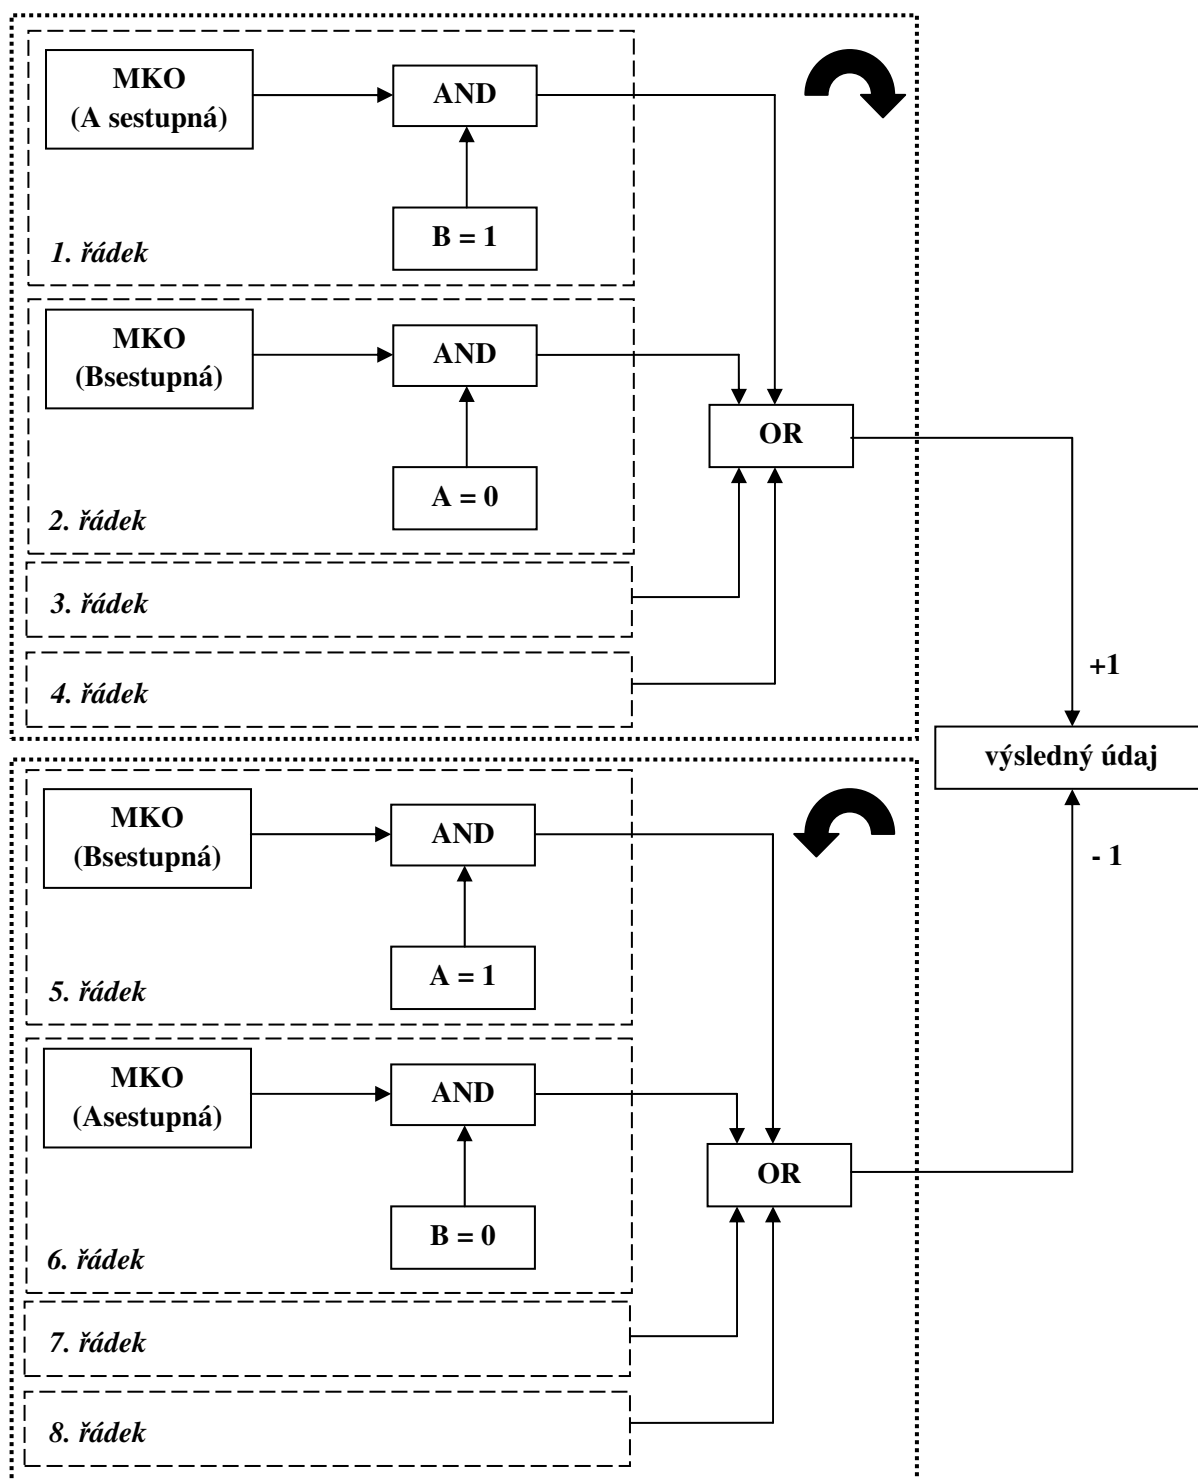 MKO
(A sestupná)
AND
B = 1
1. řádek
MKO
(Bsestupná)
AND
OR
A = 0
2. řádek
3. řádek
4. řádek
+1
výsledný údaj
MKO
(Bsestupná)
AND
- 1
A = 1
5. řádek
MKO
(Asestupná)
AND
OR
B = 0
6. řádek
7. řádek
8. řádek